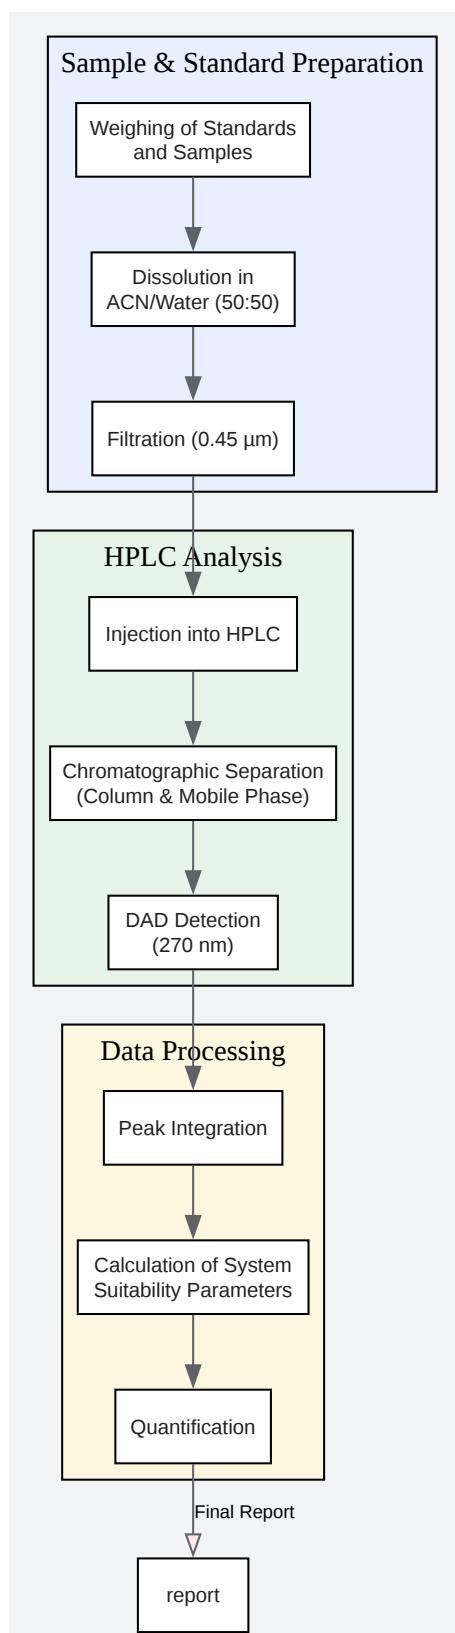 Sample & Standard Preparation
Weighing of Standards
and Samples
Dissolution in
ACN/Water (50:50)
Filtration (0.45 µm)
HPLC Analysis
Injection into HPLC
Chromatographic Separation
(Column & Mobile Phase)
DAD Detection
(270 nm)
Data Processing
Peak Integration
Calculation of System
Suitability Parameters
Quantification
Final Report
report